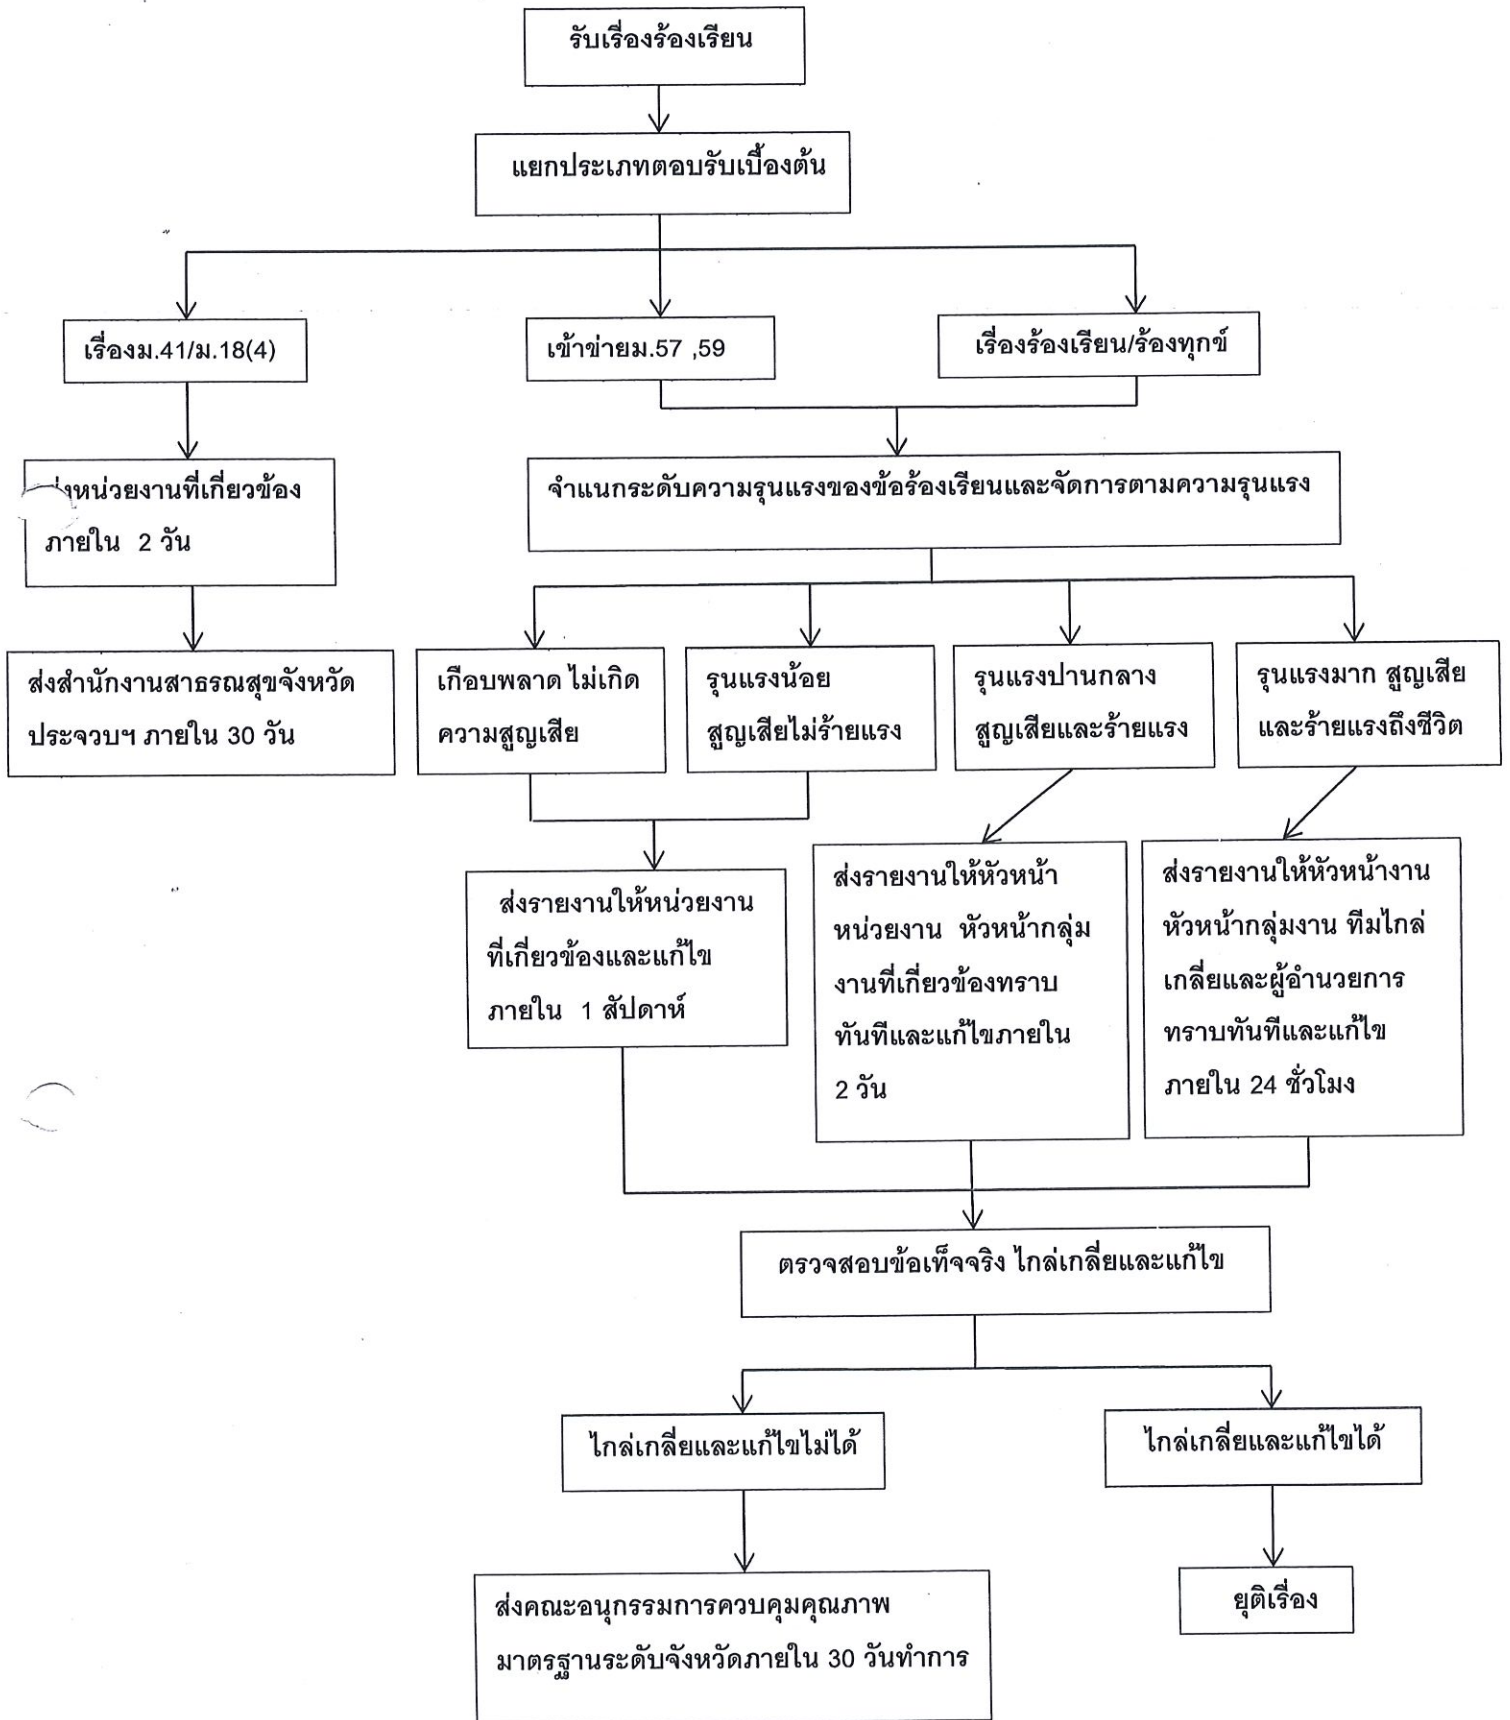 รับเรื่องร้องเรียน
แยกประเภทตอบรับเบื้องต้น
เรื่องม.41/ม.18(4)
เข้าข่ายม.57 ,59
เรื่องร้องเรียน/ร้องทุกข์
หน่วยงานที่เกี่ยวข้อง
ภายใน 2 วัน
จำแนกระดับความรุนแรงของข้อร้องเรียนและจัดการตามความรุนแรง
ส่งสำนักงานสาธรณสุขจังหวัด
ประจวบฯ ภายใน 30 วัน
เกือบพลาด ไม่เกิด
ความสูญเสีย
รุนแรงน้อย
สูญเสียไม่ร้ายแรง
รุนแรงปานกลาง
สูญเสียและร้ายแรง
รุนแรงมาก สูญเสีย
และร้ายแรงถึงชีวิต
ส่งรายงานให้หน่วยงาน
ที่เกี่ยวข้องและแก้ไข
ภายใน 1 สัปดาห์
ส่งรายงานให้หัวหน้า
หน่วยงาน หัวหน้ากลุ่ม
งานที่เกี่ยวข้องทราบ
ทันทีและแก้ไขภายใน
2 วัน
ส่งรายงานให้หัวหน้างาน
หัวหน้ากลุ่มงาน ทีมไกล่
เกลี่ยและผู้อำนวยการ
ทราบทันทีและแก้ไข
ภายใน 24 ชั่วโมง
ตรวจสอบข้อเท็จจริง ไกล่เกลี่ยและแก้ไข
ไกล่เกลี่ยและแก้ไขไม่ได้
ไกล่เกลี่ยและแก้ไขได้
ส่งคณะอนุกรรมการควบคุมคุณภาพ
มาตรฐานระดับจังหวัดภายใน 30 วันทำการ
ยุติเรื่อง